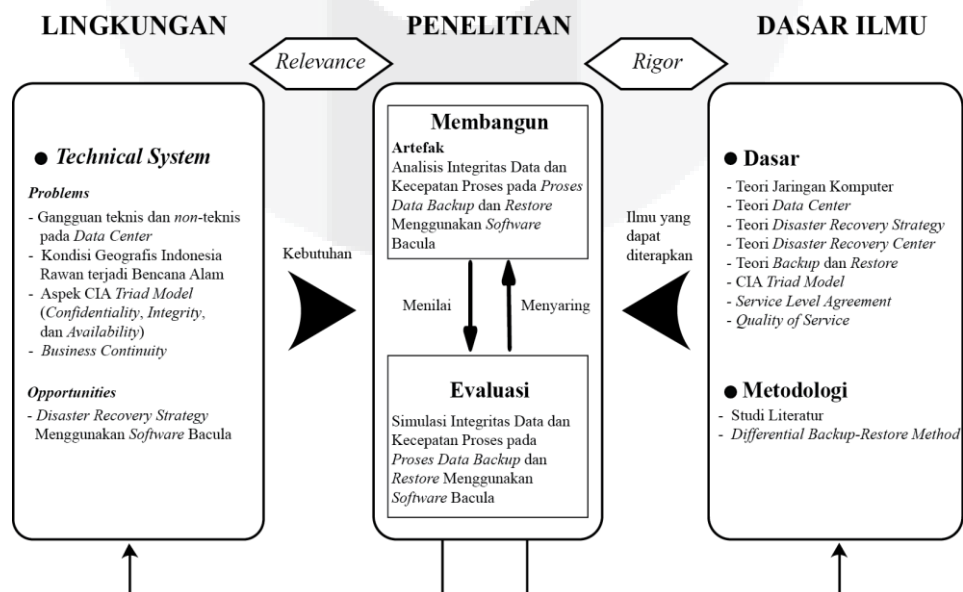 LINGKUNGAN
PENELITIAN
DASAR ILMU
Relevance
Rigor
● Technical System
Problems
- Gangguan teknis dan non-teknis
pada Data Center
- Kondisi Geografis Indonesia
Rawan terjadi Bencana Alam
- Aspek CIA Triad Model
(Confidentiality, Integrity,
dan Availability)
- Business Continuity
Opportunities
- Disaster Recovery Strategy
Menggunakan Software Bacula
Kebutuhan
Membangun
Artefak
Analisis Integritas Data dan
Kecepatan Proses pada Proses
Data Backup dan Restore
Menggunakan Software
Bacula
Menilai
Menyaring
Evaluasi
Simulasi Integritas Data dan
Kecepatan Proses pada
Proses Data Backup dan
Restore Menggunakan
Software Bacula
Ilmu yang
dapat
diterapkan
● Dasar
- Teori Jaringan Komputer
- Teori Data Center
- Teori Disaster Recovery Strategy
- Teori Disaster Recovery Center
- Teori Backup dan Restore
- CIA Triad Model
- Service Level Agreement
- Quality of Service
● Metodologi
- Studi Literatur
- Differential Backup-Restore Method